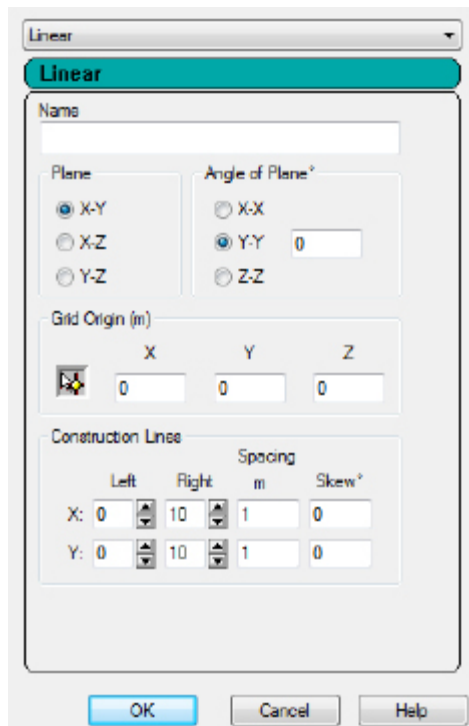 Linear
Linear
Name
Plane Angle of Plane°
X-Y X-X
X-Z Y-Y 0
Y-Z Z-Z
Grid Origin (m)
X Y Z
0 0 0
Construction Lines
Spacing
Left Right m Skew°
X: 0 10 1 0
Y: 0 10 1 0
OK Cancel Help